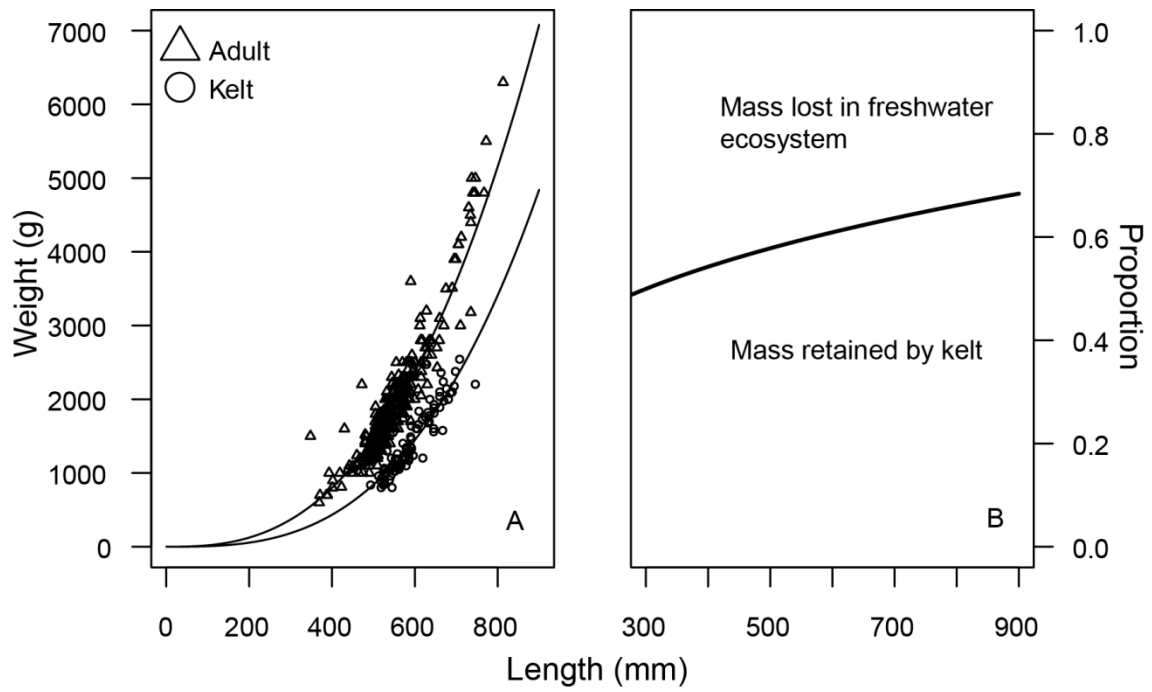 7000
6000
5000
4000
3000
2000
1000
0
Weight (g)
Adult
Kelt
A
0 200 400 600 800
Mass lost in freshwater
ecosystem
Mass retained by kelt
B
1.0
0.8
0.6
0.4
0.2
0.0
Proportion
300 500 700 900
Length (mm)